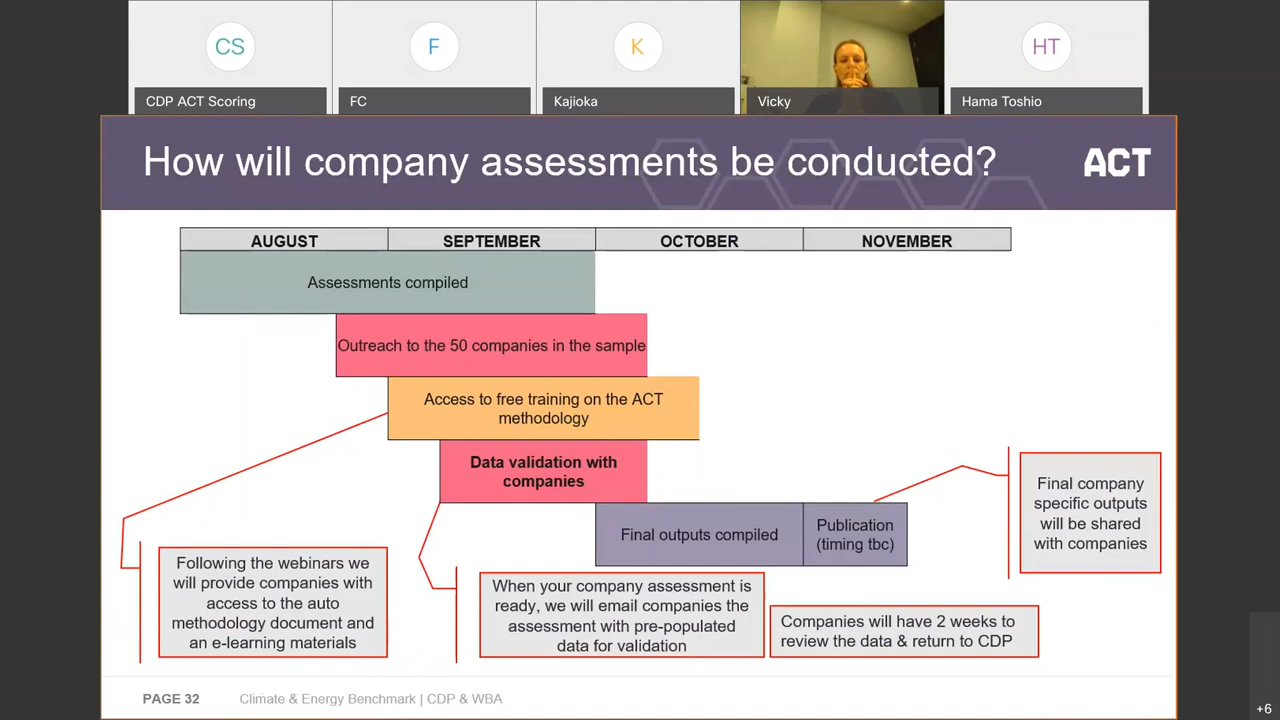 CS
F
K
HT
CDP ACT Scoring
FC
Kajioka
Vicky
Hama Toshio
How will company assessments be conducted?
ACT
AUGUST
SEPTEMBER
OCTOBER
NOVEMBER
Assessments compiled
Outreach to the 50 companies in the sample
Access to free training on the ACT
methodology
Data validation with
companies
Final outputs compiled
Publication
(timing tbc)
Final company
specific outputs
will be shared
with companies
Following the webinars we
will provide companies with
access to the auto
methodology document and
an e-learning materials
When your company assessment is
ready, we will email companies the
assessment with pre-populated
data for validation
Companies will have 2 weeks to
review the data & return to CDP
PAGE 32
Climate & Energy Benchmark | CDP & WBA
+6